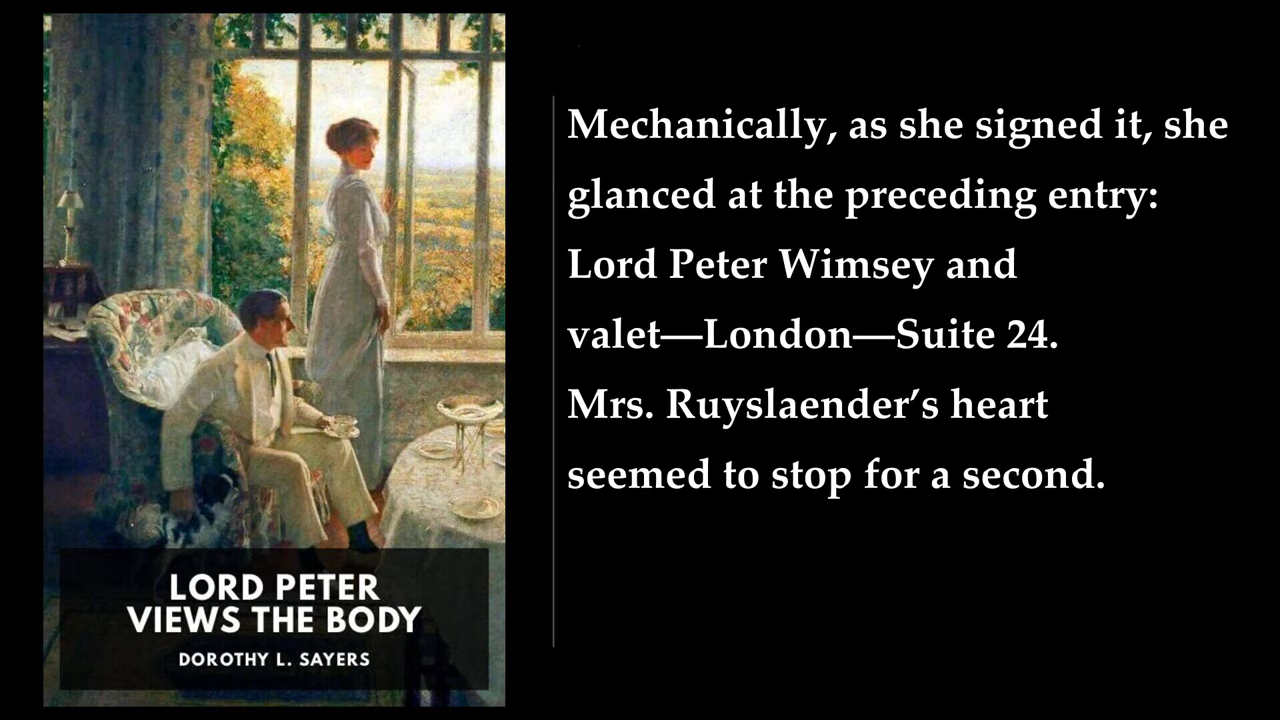 LORD PETER
VIEWS THE BODY
DOROTHY L. SAYERS
Mechanically, as she signed it, she
glanced at the preceding entry:
Lord Peter Wimsey and
valet—London—Suite 24.
Mrs. Ruyslaender’s heart
seemed to stop for a second.